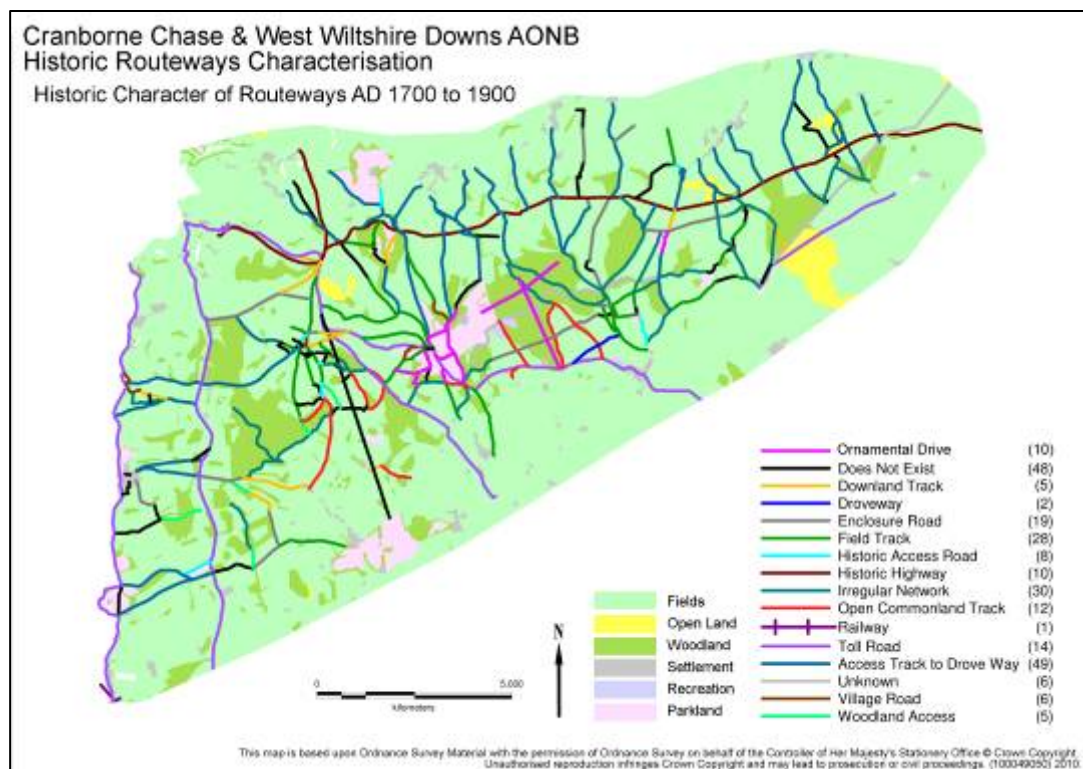 Cranborne Chase & West Wiltshire Downs AONB
Historic Routeways Characterisation
Historic Character of Routeways AD 1700 to 1900
Ornamental Drive (10)
Does Not Exist (48)
Downland Track (5)
Droveway (2)
Enclosure Road (19)
Field Track (28)
Historic Access Road (8)
Historic Highway (10)
Irregular Network (30)
Open Commonland Track (12)
Railway (1)
Toll Road (14)
Access Track to Drove Way (49)
Unknown (6)
Village Road (6)
Woodland Access (5)
Fields
Open Land
Woodland
Settlement
Recreation
Parkland
N
0 5,000
kilometers
This map is based upon Ordnance Survey Material with the permission of Ordnance Survey on behalf of the Controller of Her Majesty's Stationery Office © Crown Copyright.
Unauthorised reproduction infringes Crown Copyright and may lead to prosecution or civil proceedings. (100049050) 2010.